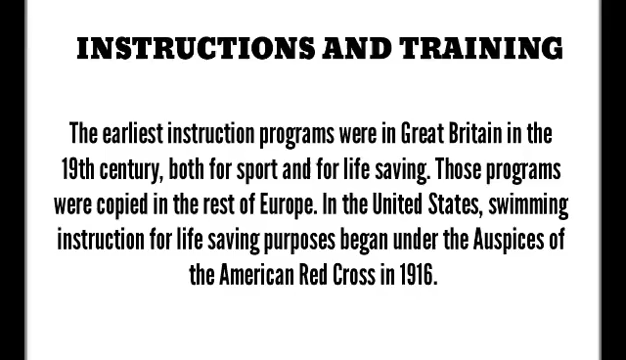 INSTRUCTIONS AND TRAINING
The earliest instruction programs were in Great Britain in the
19th century, both for sport and for life saving. Those programs
were copied in the rest of Europe. In the United States, swimming
instruction for life saving purposes began under the Auspices of
the American Red Cross in 1916.